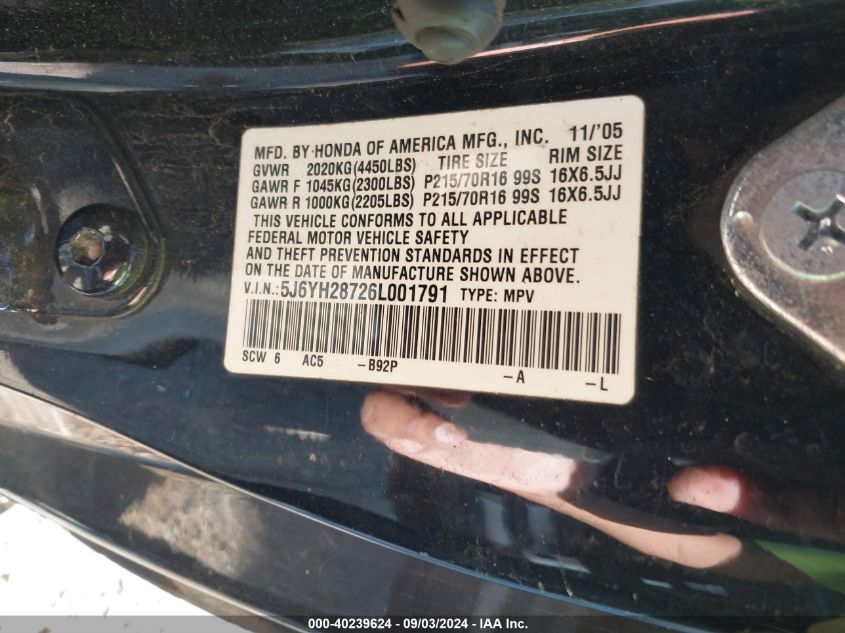 MFD. BY HONDA OF AMERICA MFG., INC. 11/'05
GVWR 2020KG(4450LBS) TIRE SIZE RIM SIZE
GAWR F 1045KG(2300LBS) P215/70R16 99S 16X6.5JJ
GAWR R 1000KG(2205LBS) P215/70R16 99S 16X6.5JJ
THIS VEHICLE CONFORMS TO ALL APPLICABLE
FEDERAL MOTOR VEHICLE SAFETY
AND THEFT PREVENTION STANDARDS IN EFFECT
ON THE DATE OF MANUFACTURE SHOWN ABOVE.
V.I.N.: 5J6YH28726L001791 TYPE: MPV
SCW 6 AC5 -B92P -A -L
000-40239624 - 09/03/2024 - IAA Inc.